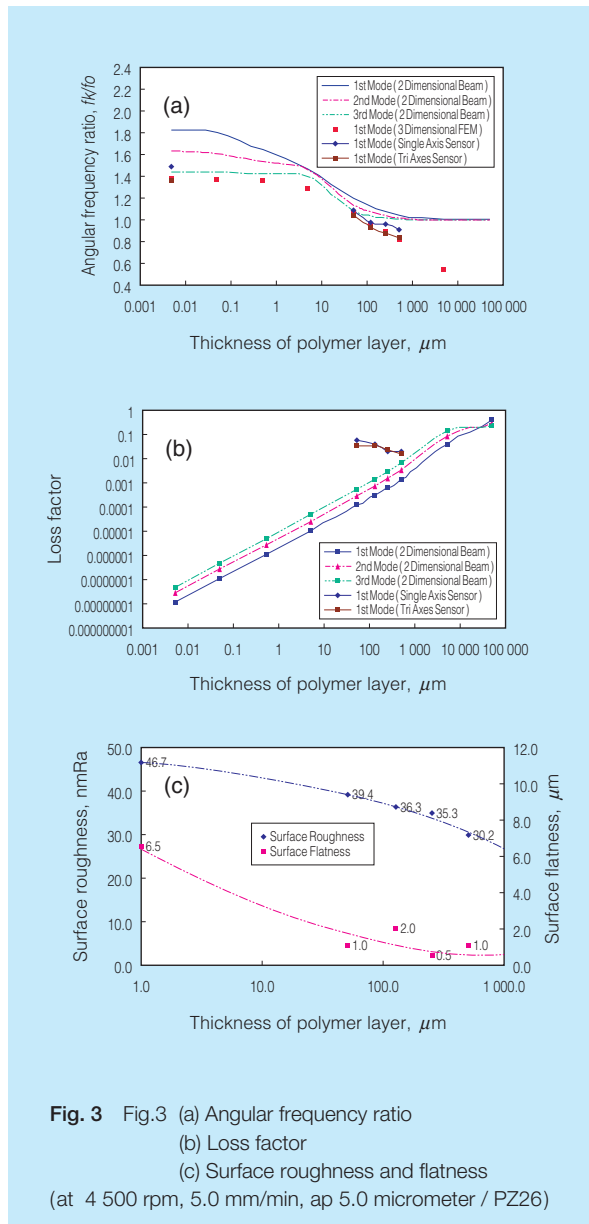 Angular frequency ratio, fk/fo
2.4
2.2
2.0
1.8
1.6
1.4
1.2
1.0
0.8
0.6
0.4
(a)
1st Mode ( 2 Dimensional Beam )
2nd Mode ( 2 Dimensional Beam )
3rd Mode ( 2 Dimensional Beam )
1st Mode ( 3 Dimensional FEM )
1st Mode ( Single Axis Sensor )
1st Mode ( Tri Axes Sensor )
0.001 0.01 0.1 1 10 100 1 000 10 000 100 000
Thickness of polymer layer, μm
Loss factor
1
0.1
0.01
0.001
0.0001
0.00001
0.000001
0.0000001
0.00000001
0.000000001
(b)
1st Mode ( 2 Dimensional Beam )
2nd Mode ( 2 Dimensional Beam )
3rd Mode ( 2 Dimensional Beam )
1st Mode ( Single Axis Sensor )
1st Mode ( Tri Axes Sensor )
0.001 0.01 0.1 1 10 100 1 000 10 000 100 000
Thickness of polymer layer, μm
Surface roughness, nmRa
50.0
40.0
30.0
20.0
10.0
0.0
(c)
46.7
39.4
36.3
35.3
30.2
Surface Roughness
Surface Flatness
6.5
1.0
2.0
0.5
1.0
12.0
10.0
8.0
6.0
4.0
2.0
0.0
Surface flatness, μm
1.0 10.0 100.0 1 000.0
Thickness of polymer layer, μm
Fig. 3 Fig.3 (a) Angular frequency ratio
(b) Loss factor
(c) Surface roughness and flatness
(at 4 500 rpm, 5.0 mm/min, ap 5.0 micrometer / PZ26)